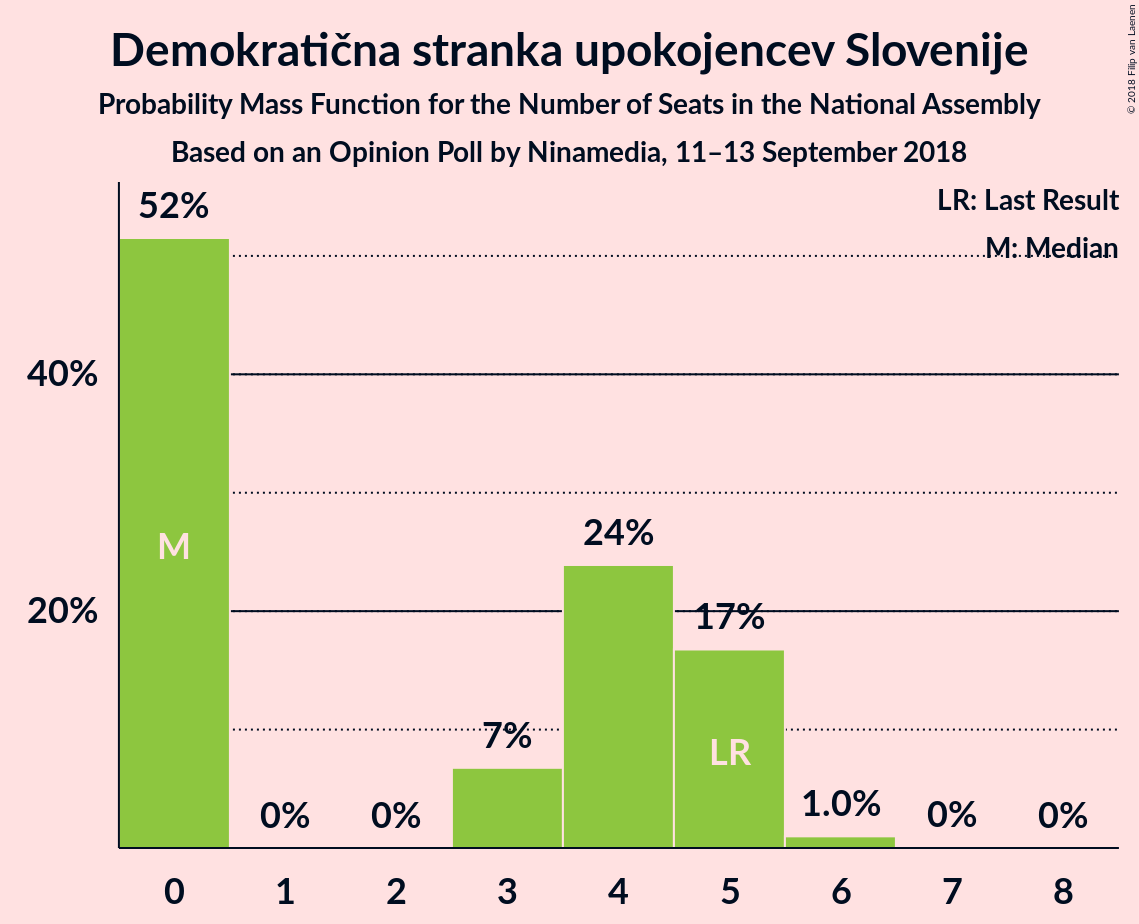 Demokratična stranka upokojencev Slovenije
Probability Mass Function for the Number of Seats in the National Assembly
Based on an Opinion Poll by Ninamedia, 11–13 September 2018
© 2018 Filip van Laenen
LR: Last Result
M: Median
52%
40%
M
24%
20%
17%
7%
LR
0%
0%
1.0%
0%
0%
0 1 2 3 4 5 6 7 8